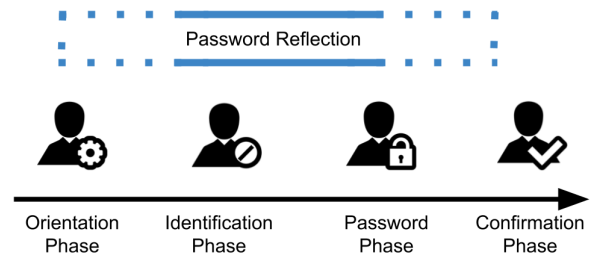 Password Reflection
Orientation Phase
Identification Phase
Password Phase
Confirmation Phase